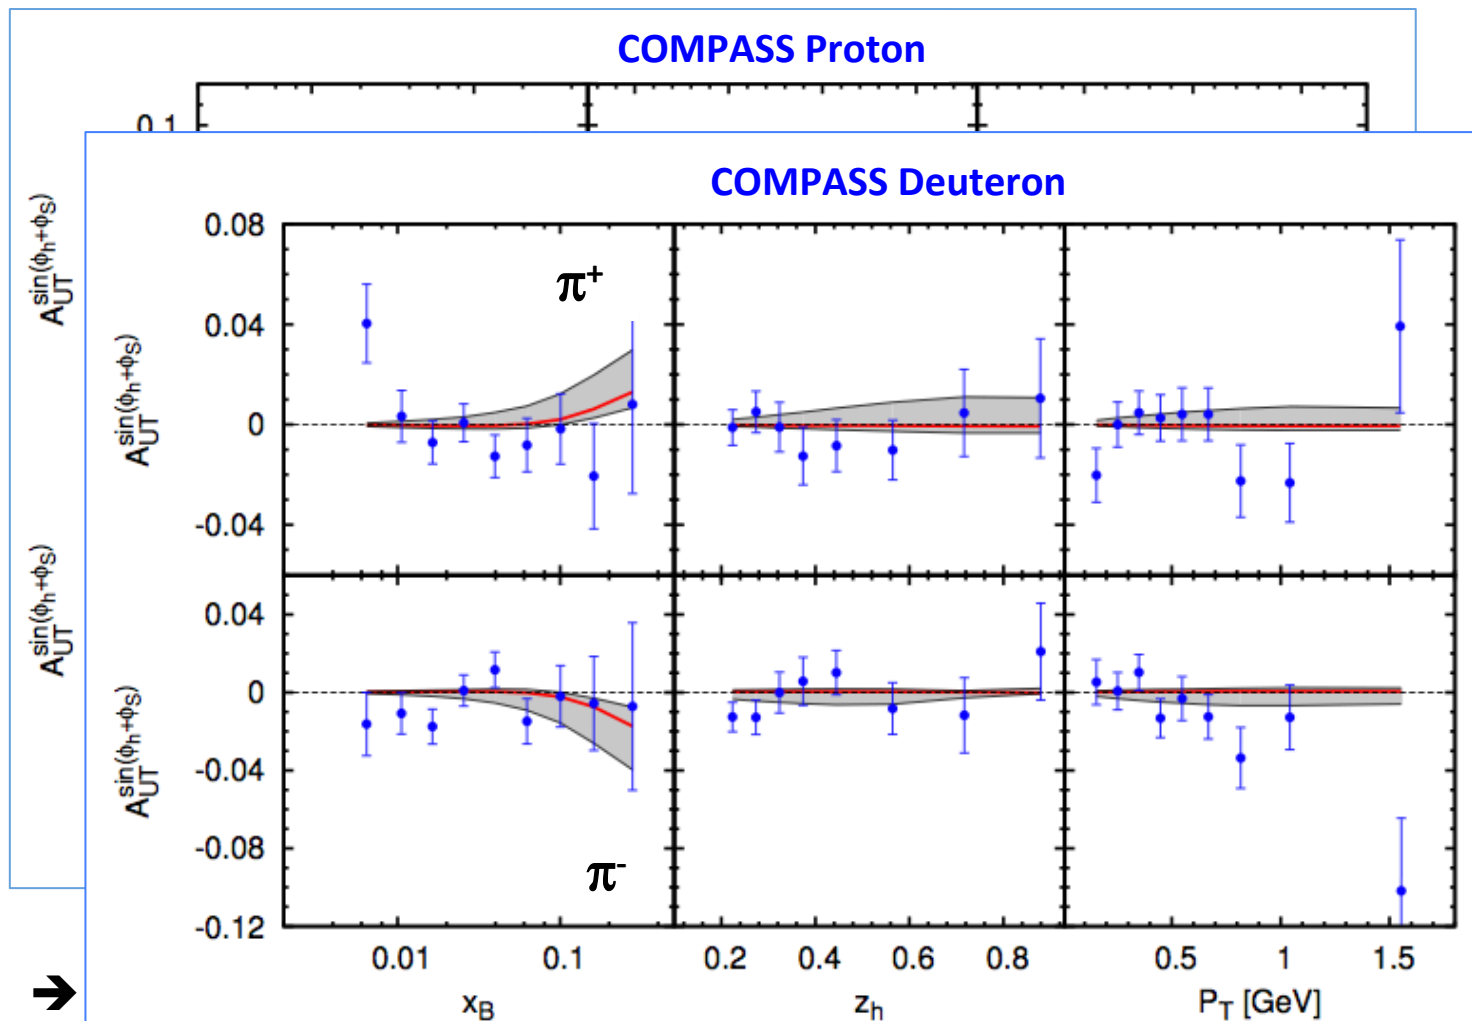 COMPASS Proton
0.1
COMPASS Deuteron
A_UT^sin(ϕh+ϕS)
A_UT^sin(ϕh+ϕS)
0.08
0.04
0
-0.04
π+
A_UT^sin(ϕh+ϕS)
A_UT^sin(ϕh+ϕS)
0.04
0
-0.04
-0.08
-0.12
π-
0.01 0.1 0.2 0.4 0.6 0.8 0.5 1 1.5
➔ xB zh PT [GeV]